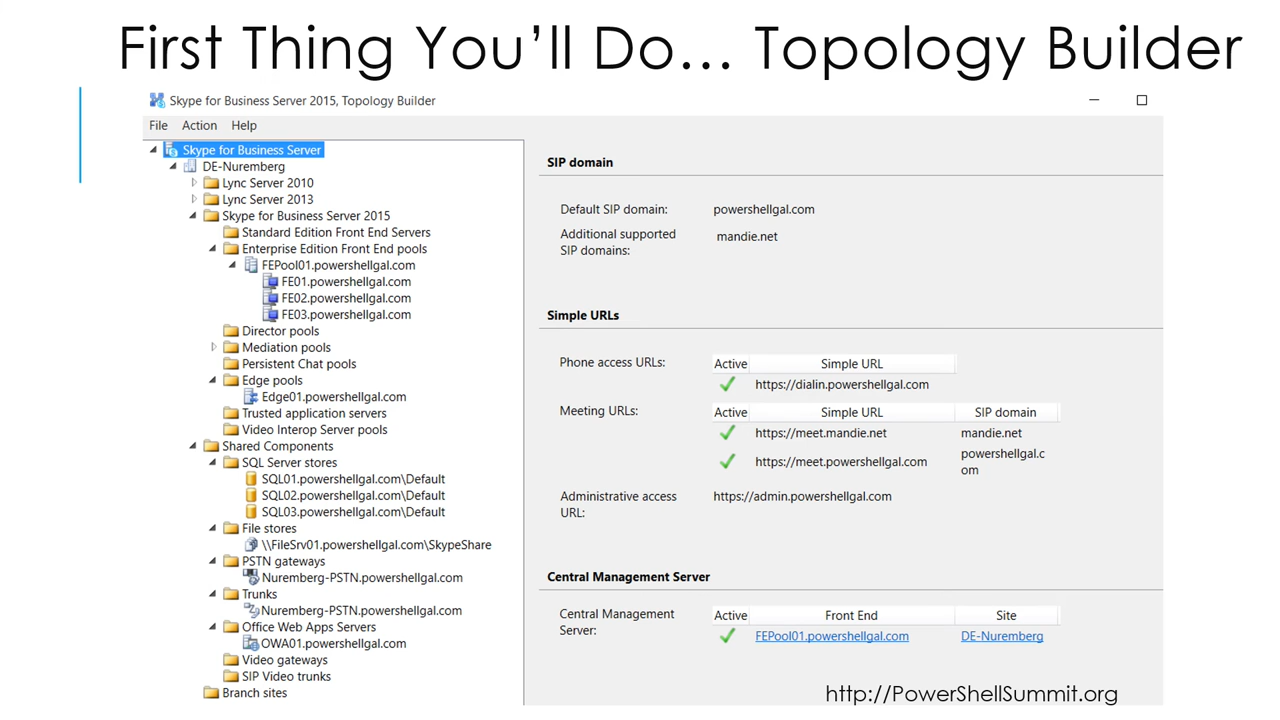 First Thing You’ll Do… Topology Builder
Skype for Business Server 2015, Topology Builder
File Action Help
Skype for Business Server
DE-Nuremberg
Lync Server 2010
Lync Server 2013
Skype for Business Server 2015
Standard Edition Front End Servers
Enterprise Edition Front End pools
FEPool01.powershellgal.com
FE01.powershellgal.com
FE02.powershellgal.com
FE03.powershellgal.com
Director pools
Mediation pools
Persistent Chat pools
Edge pools
Edge01.powershellgal.com
Trusted application servers
Video Interop Server pools
Shared Components
SQL Server stores
SQL01.powershellgal.com\Default
SQL02.powershellgal.com\Default
SQL03.powershellgal.com\Default
File stores
\\FileSrv01.powershellgal.com\SkypeShare
PSTN gateways
Nuremberg-PSTN.powershellgal.com
Trunks
Nuremberg-PSTN.powershellgal.com
Office Web Apps Servers
OWA01.powershellgal.com
Video gateways
SIP Video trunks
Branch sites
SIP domain
Default SIP domain: powershellgal.com
Additional supported mandie.net
SIP domains:
Simple URLs
Phone access URLs: Active Simple URL
https://dialin.powershellgal.com
Meeting URLs: Active Simple URL SIP domain
https://meet.mandie.net mandie.net
https://meet.powershellgal.com powershellgal.c
om
Administrative access https://admin.powershellgal.com
URL:
Central Management Server
Central Management Active Front End Site
Server: FEPool01.powershellgal.com DE-Nuremberg
http://PowerShellSummit.org